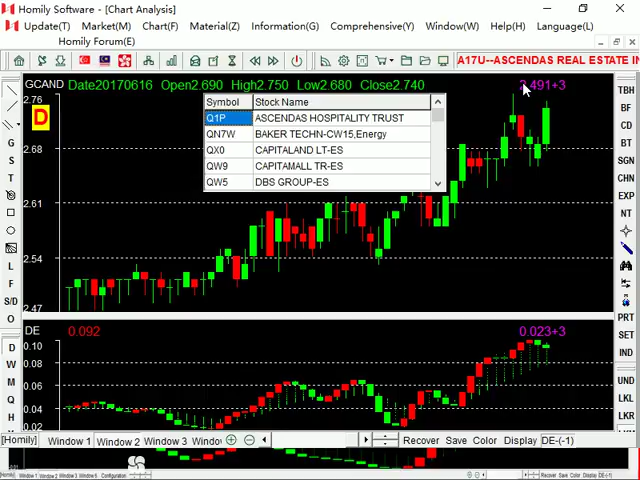 Homily Software - [Chart Analysis]
Update(T) Market(M) Chart(F) Material(Z) Information(G) Comprehensive(Y) Window(W) Help(H) Language(L)
Homily Forum(E)
A17U--ASCENDAS REAL ESTATE IN
GCAND Date20170616 Open2.690 High2.750 Low2.680 Close2.740
.491+3
2.76
D
2.68
2.61
2.54
2.47
Symbol Stock Name
Q1P ASCENDAS HOSPITALITY TRUST
QN7W BAKER TECHN-CW15,Energy
QX0 CAPITALAND LT-ES
QW9 CAPITAMALL TR-ES
QW5 DBS GROUP-ES
G
S
T
L
F
S/D
O
D
W
M
Q
H
TBH
BF
CD
BT
SGN
CHN
EXP
NT
PRT
SET
IND
UND
LKL
LKR
DE 0.092 0.023+3
0.10
0.08
0.06
0.04
0.02
[Homily] Window 1 Window 2 Window 3 Windo Recover Save Color Display DE-(-1)